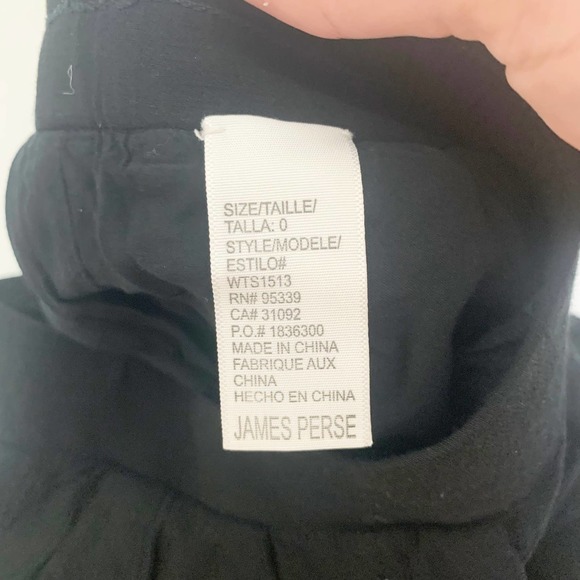 SIZE/TAILLE/
TALLA: 0
STYLE/MODELE/
ESTILO#
WTS1513
RN# 95339
CA# 31092
P.O.# 1836300
MADE IN CHINA
FABRIQUE AUX
CHINA
HECHO EN CHINA
JAMES PERSE